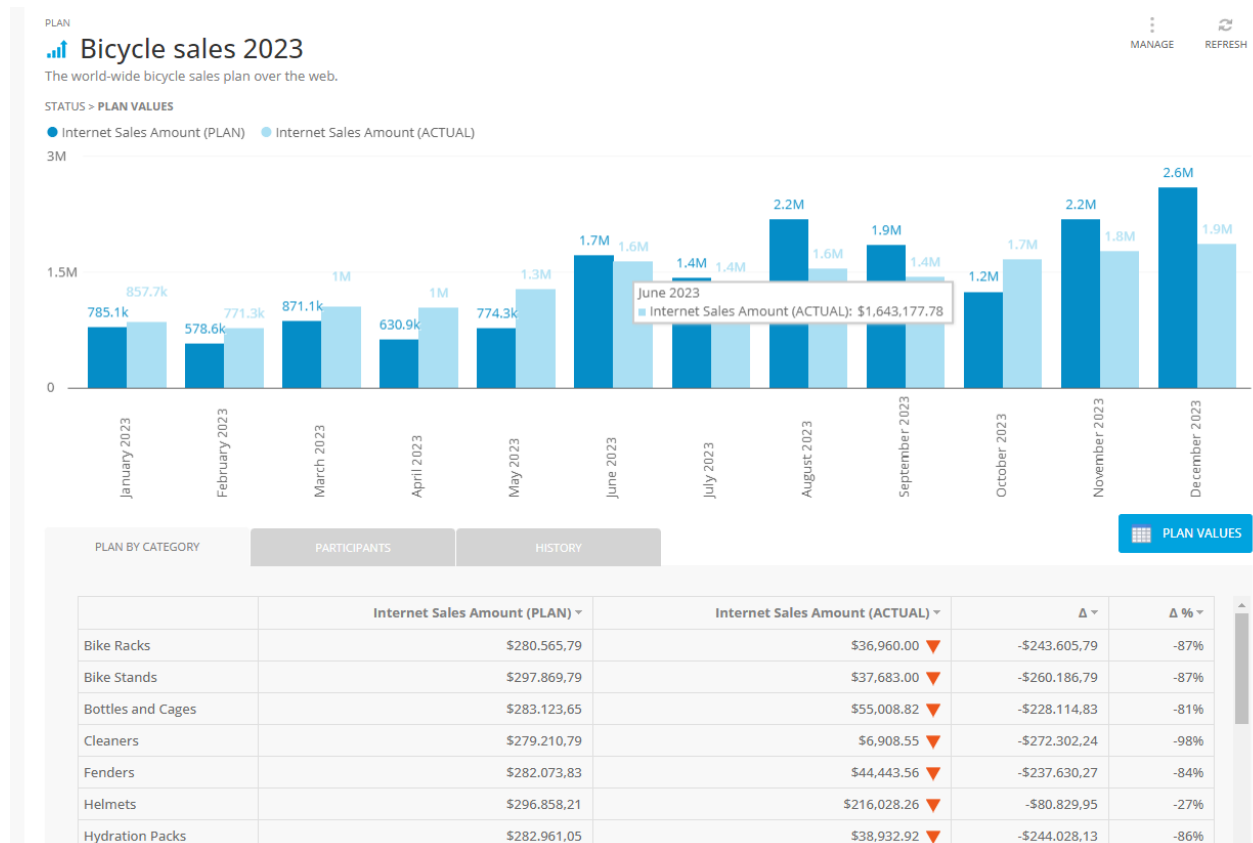 PLAN
Bicycle sales 2023
MANAGE REFRESH
The world-wide bicycle sales plan over the web.
STATUS > PLAN VALUES
Internet Sales Amount (PLAN) Internet Sales Amount (ACTUAL)
3M
1.5M
0
785.1k 857.7k
578.6k 771.3k
871.1k 1M
630.9k 1M
774.3k 1.3M
1.7M 1.6M
1.4M 1.4M
2.2M 1.6M
1.9M 1.4M
1.2M 1.7M
2.2M 1.8M
2.6M 1.9M
June 2023
Internet Sales Amount (ACTUAL): $1,643,177.78
January 2023
February 2023
March 2023
April 2023
May 2023
June 2023
July 2023
August 2023
September 2023
October 2023
November 2023
December 2023
PLAN BY CATEGORY PARTICIPANTS HISTORY
PLAN VALUES
Internet Sales Amount (PLAN) Internet Sales Amount (ACTUAL) Δ Δ %
Bike Racks $280.565,79 $36,960.00 -$243.605,79 -87%
Bike Stands $297.869,79 $37,683.00 -$260.186,79 -87%
Bottles and Cages $283.123,65 $55,008.82 -$228.114,83 -81%
Cleaners $279.210,79 $6,908.55 -$272.302,24 -98%
Fenders $282.073,83 $44,443.56 -$237.630,27 -84%
Helmets $296.858,21 $216,028.26 -$80.829,95 -27%
Hydration Packs $282.961,05 $38,932.92 -$244.028,13 -86%